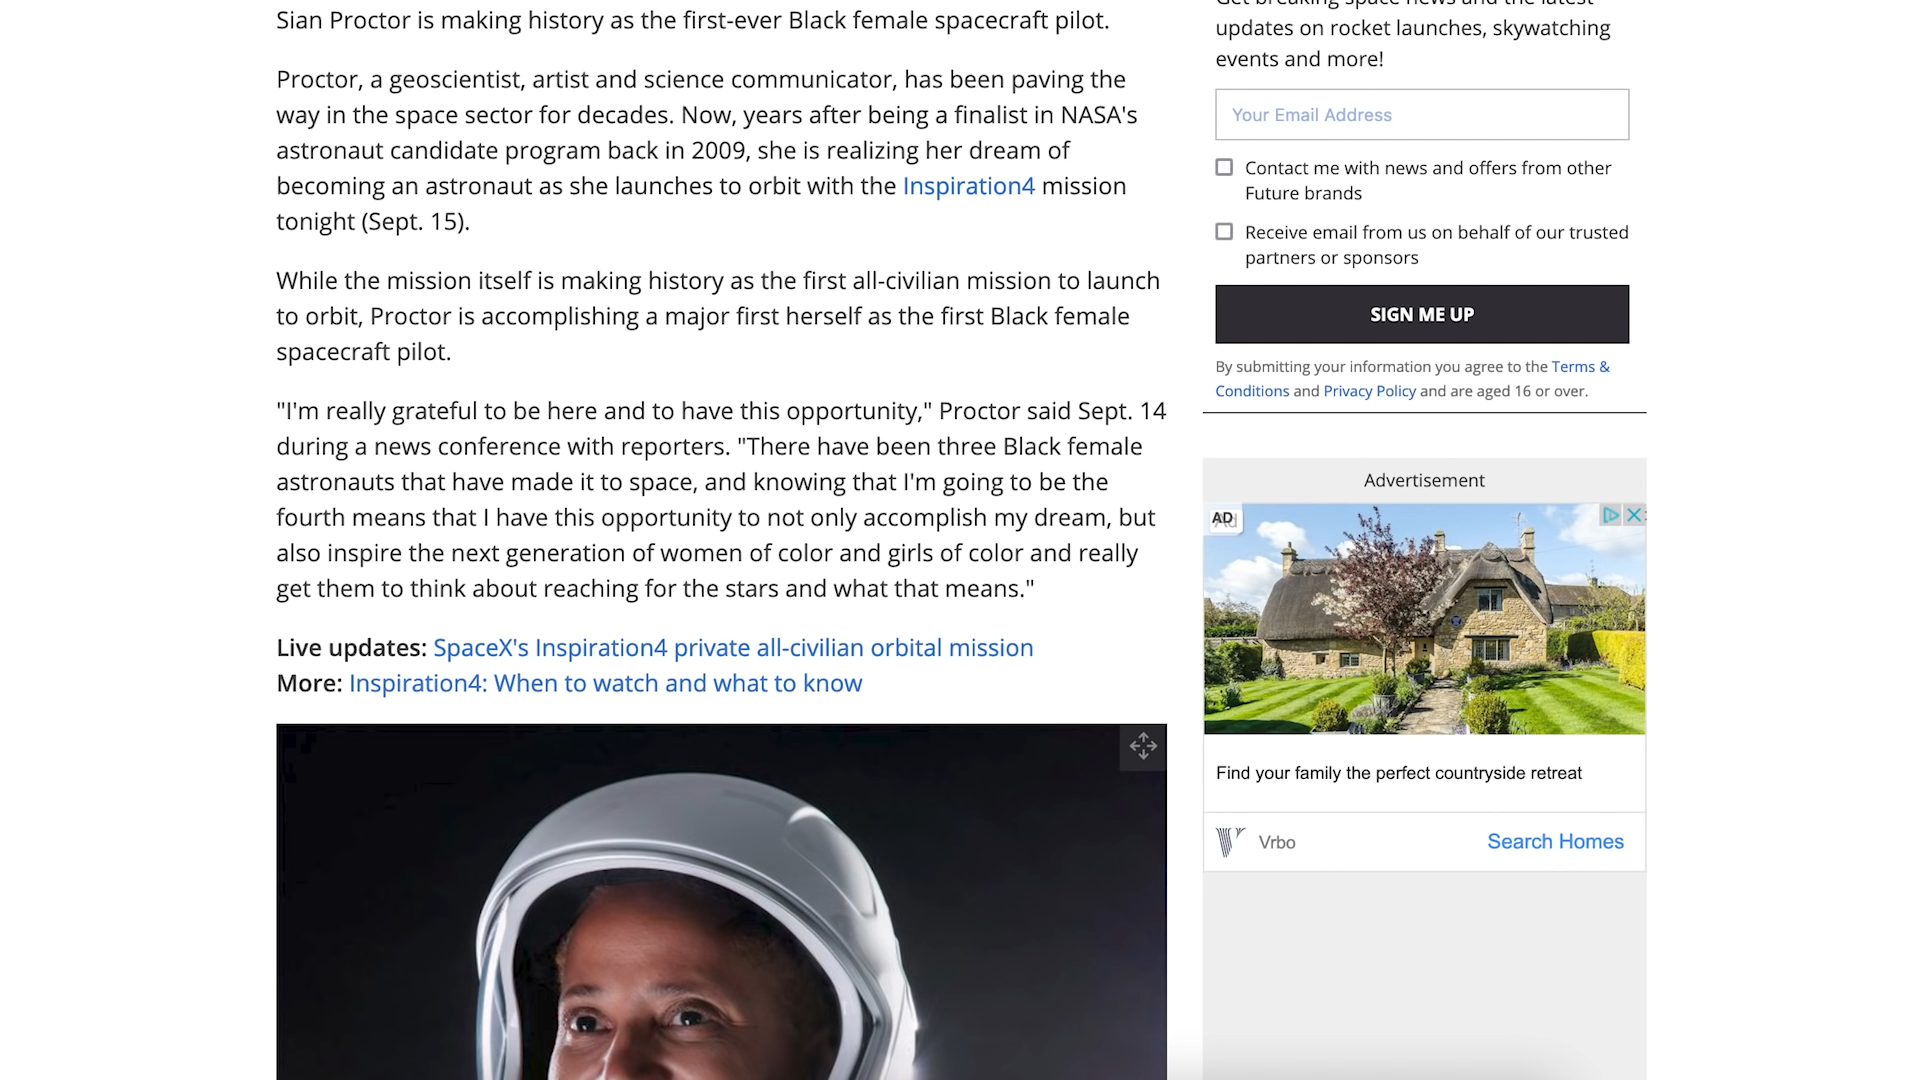 Sian Proctor is making history as the first-ever Black female spacecraft pilot.
Proctor, a geoscientist, artist and science communicator, has been paving the
way in the space sector for decades. Now, years after being a finalist in NASA's
astronaut candidate program back in 2009, she is realizing her dream of
becoming an astronaut as she launches to orbit with the Inspiration4 mission
tonight (Sept. 15).
While the mission itself is making history as the first all-civilian mission to launch
to orbit, Proctor is accomplishing a major first herself as the first Black female
spacecraft pilot.
"I'm really grateful to be here and to have this opportunity," Proctor said Sept. 14
during a news conference with reporters. "There have been three Black female
astronauts that have made it to space, and knowing that I'm going to be the
fourth means that I have this opportunity to not only accomplish my dream, but
also inspire the next generation of women of color and girls of color and really
get them to think about reaching for the stars and what that means."
Live updates: SpaceX's Inspiration4 private all-civilian orbital mission
More: Inspiration4: When to watch and what to know
Get breaking space news and the latest
updates on rocket launches, skywatching
events and more!
Your Email Address
Contact me with news and offers from other
Future brands
Receive email from us on behalf of our trusted
partners or sponsors
SIGN ME UP
By submitting your information you agree to the Terms &
Conditions and Privacy Policy and are aged 16 or over.
Advertisement
AD
Find your family the perfect countryside retreat
Vrbo
Search Homes